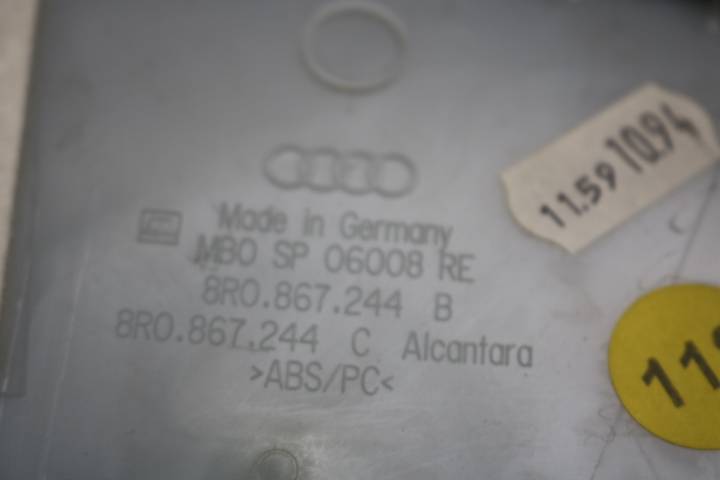 11.59 10.94
Made in Germany
MBO SP 06008 RE
8R0.867.244 B
8R0.867.244 C Alcantara
>ABS/PC<